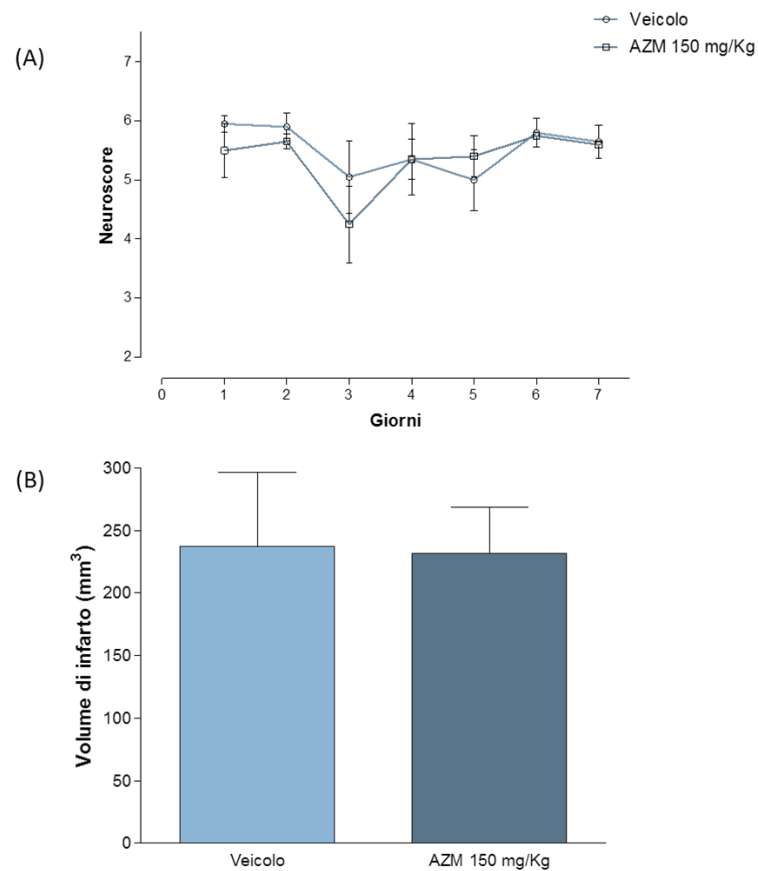 Veicolo
AZM 150 mg/Kg
(A)
7
6
5
4
3
2
Neuroscore
0 1 2 3 4 5 6 7
Giorni
(B)
300
250
200
150
100
50
0
Volume di infarto (mm³)
Veicolo AZM 150 mg/Kg